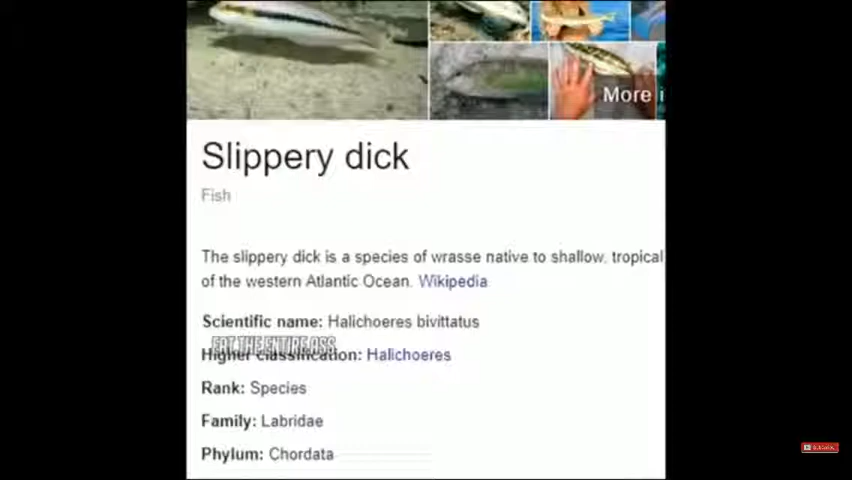 More i
Slippery dick
Fish
The slippery dick is a species of wrasse native to shallow, tropical
of the western Atlantic Ocean. Wikipedia
Scientific name: Halichoeres bivittatus
EAT THE ENTIRE ASS
Higher classification: Halichoeres
Rank: Species
Family: Labridae
Phylum: Chordata